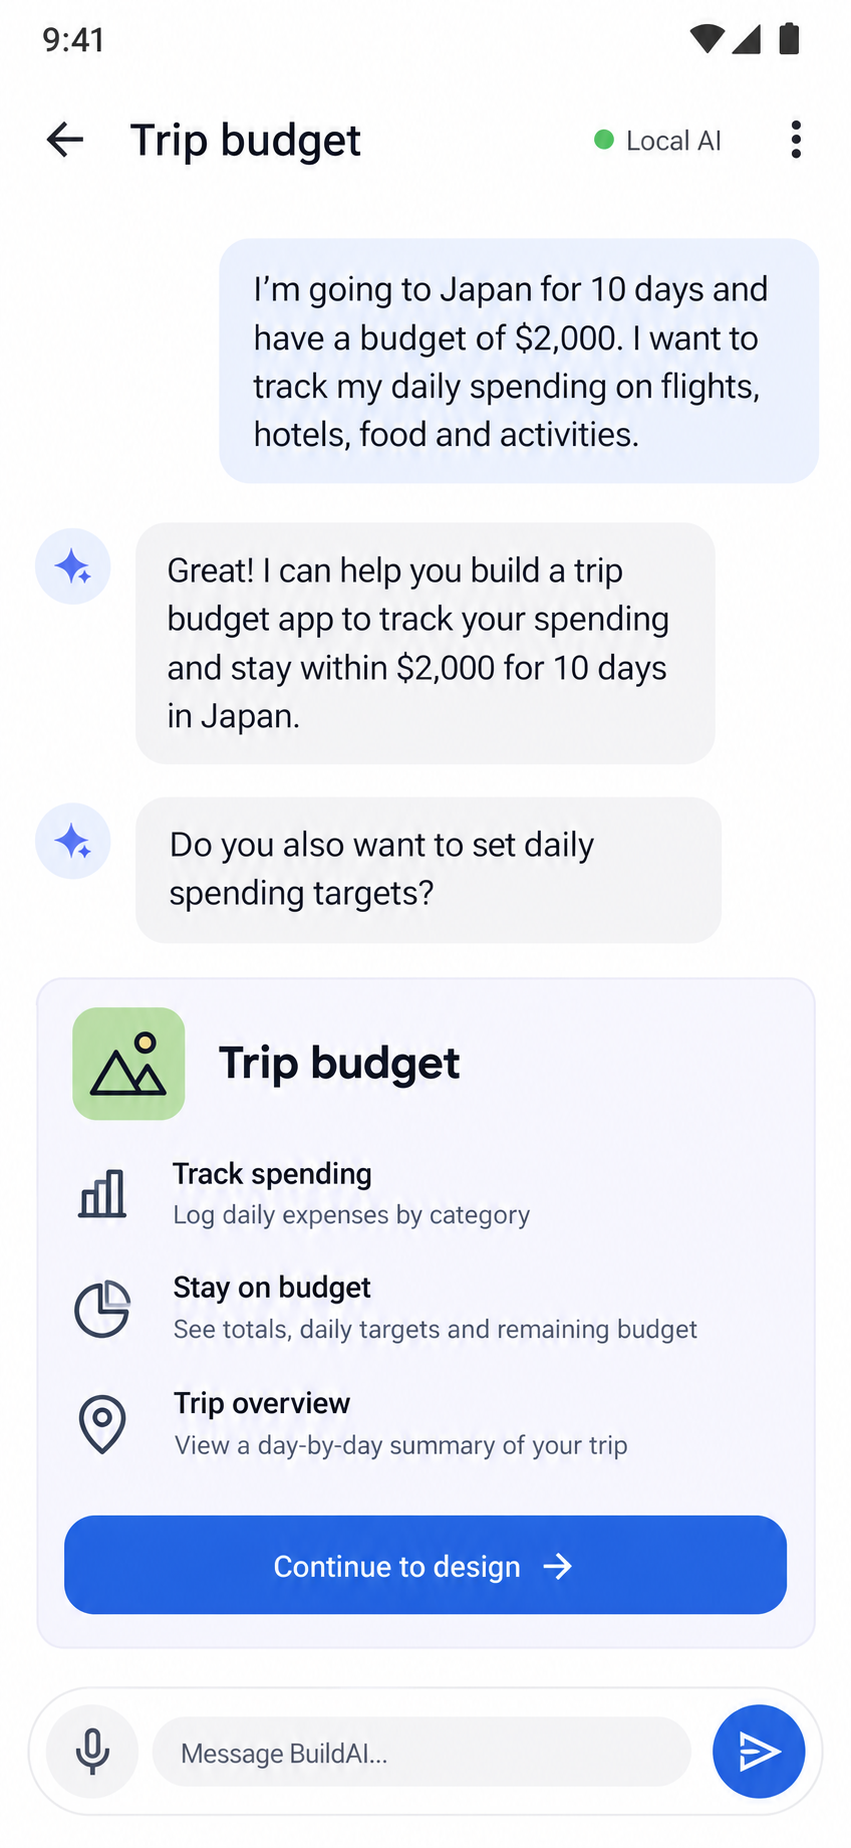 9:41
Trip budget
Local AI
I’m going to Japan for 10 days and
have a budget of $2,000. I want to
track my daily spending on flights,
hotels, food and activities.
Great! I can help you build a trip
budget app to track your spending
and stay within $2,000 for 10 days
in Japan.
Do you also want to set daily
spending targets?
Trip budget
Track spending
Log daily expenses by category
Stay on budget
See totals, daily targets and remaining budget
Trip overview
View a day-by-day summary of your trip
Continue to design
Message BuildAI...